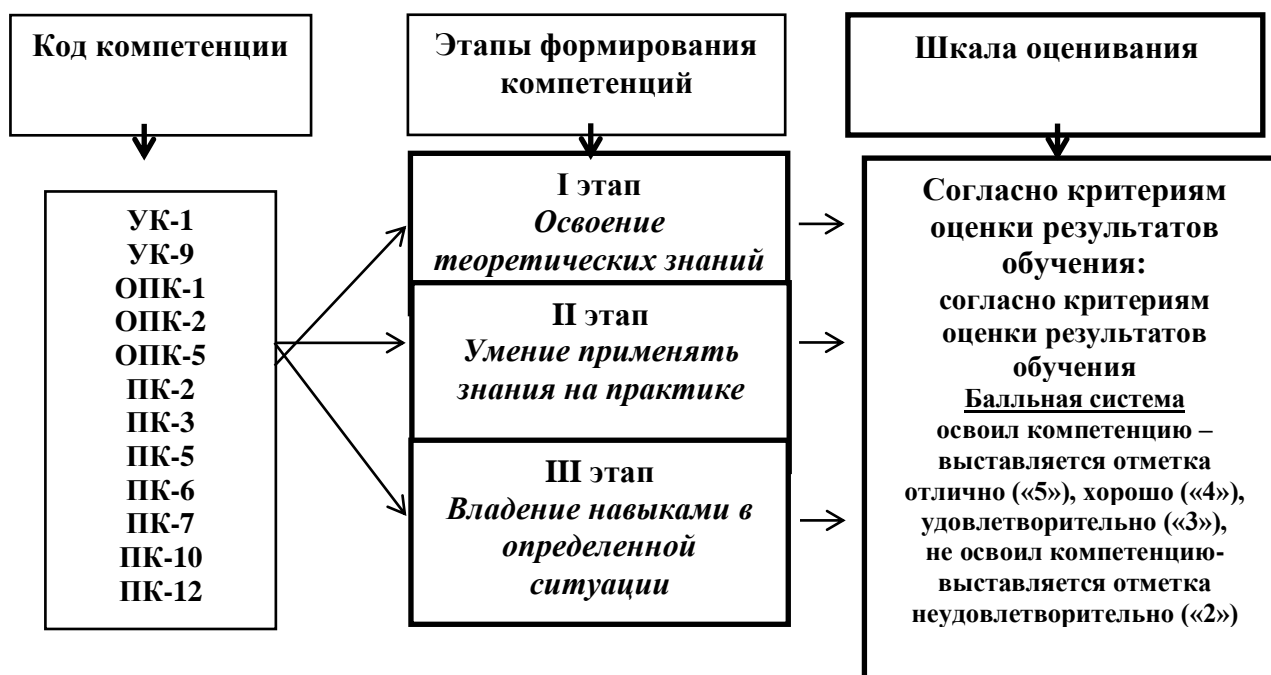 Код компетенции
Этапы формирования
компетенций
Шкала оценивания
УК-1
УК-9
ОПК-1
ОПК-2
ОПК-5
ПК-2
ПК-3
ПК-5
ПК-6
ПК-7
ПК-10
ПК-12
I этап
Освоение
теоретических знаний
II этап
Умение применять
знания на практике
III этап
Владение навыками в
определенной
ситуации
Согласно критериям
оценки результатов
обучения:
согласно критериям
оценки результатов
обучения
Балльная система
освоил компетенцию –
выставляется отметка
отлично («5»), хорошо («4»),
удовлетворительно («3»),
не освоил компетенцию-
выставляется отметка
неудовлетворительно («2»)